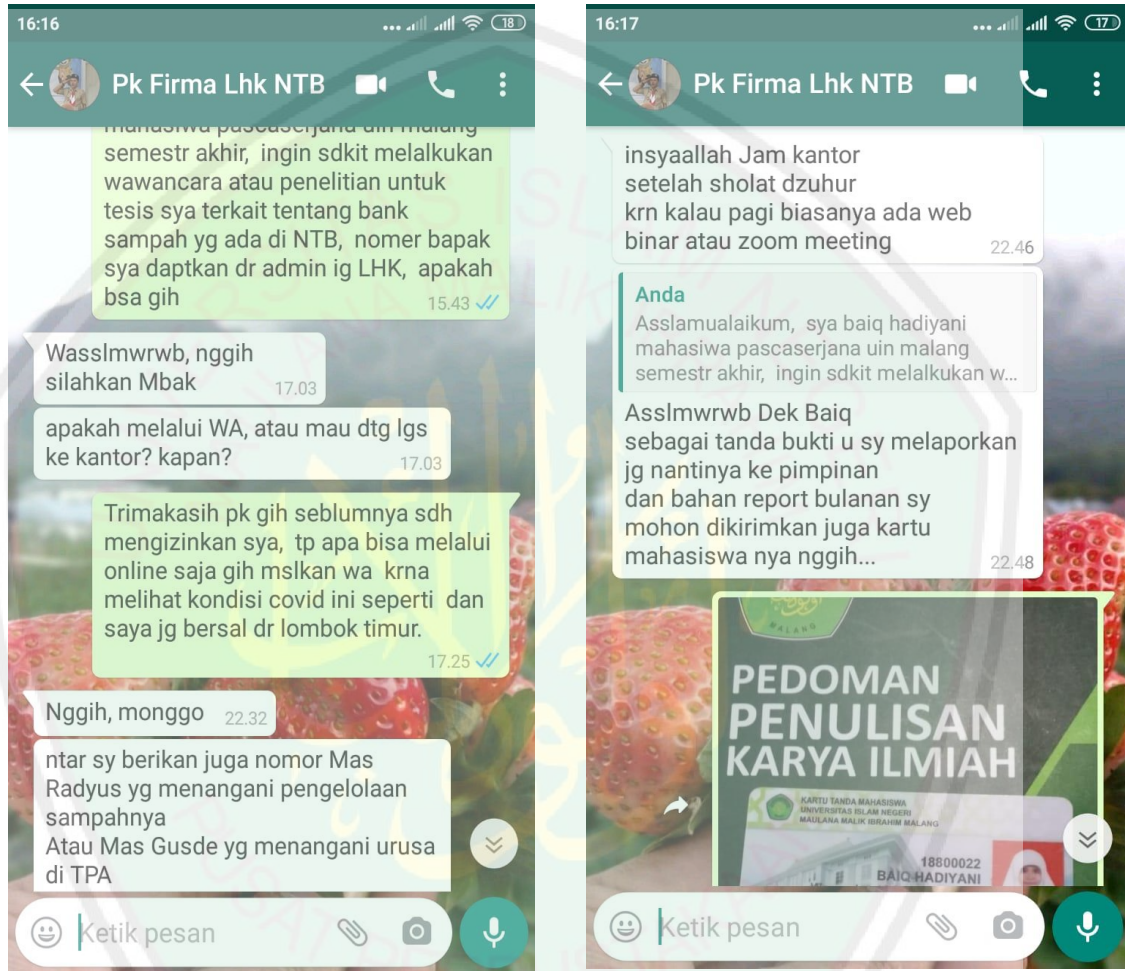 16:16
18
Pk Firma Lhk NTB
mahasiwa pascaserjana uin malang
semestr akhir, ingin sdkit melalkukan
wawancara atau penelitian untuk
tesis sya terkait tentang bank
sampah yg ada di NTB, nomer bapak
sya daptkan dr admin ig LHK, apakah
bsa gih
15.43
Wasslmwrwb, nggih
silahkan Mbak
17.03
apakah melalui WA, atau mau dtg lgs
ke kantor? kapan?
17.03
Trimakasih pk gih seblumnya sdh
mengizinkan sya, tp apa bisa melalui
online saja gih mslkan wa krna
melihat kondisi covid ini seperti dan
saya jg bersal dr lombok timur.
17.25
Nggih, monggo
22.32
ntar sy berikan juga nomor Mas
Radyus yg menangani pengelolaan
sampahnya
Atau Mas Gusde yg menangani urusa
di TPA
Ketik pesan
16:17
17
Pk Firma Lhk NTB
insyaallah Jam kantor
setelah sholat dzuhur
krn kalau pagi biasanya ada web
binar atau zoom meeting
22.46
Anda
Asslamualaikum, sya baiq hadiyani
mahasiwa pascaserjana uin malang
semestr akhir, ingin sdkit melalkukan w...
Asslmwrwb Dek Baiq
sebagai tanda bukti u sy melaporkan
jg nantinya ke pimpinan
dan bahan report bulanan sy
mohon dikirimkan juga kartu
mahasiswa nya nggih...
22.48
MALANG
PEDOMAN
PENULISAN
KARYA ILMIAH
KARTU TANDA MAHASISWA
UNIVERSITAS ISLAM NEGERI
MAULANA MALIK IBRAHIM MALANG
18800022
BAIQ HADIYANI
Ketik pesan